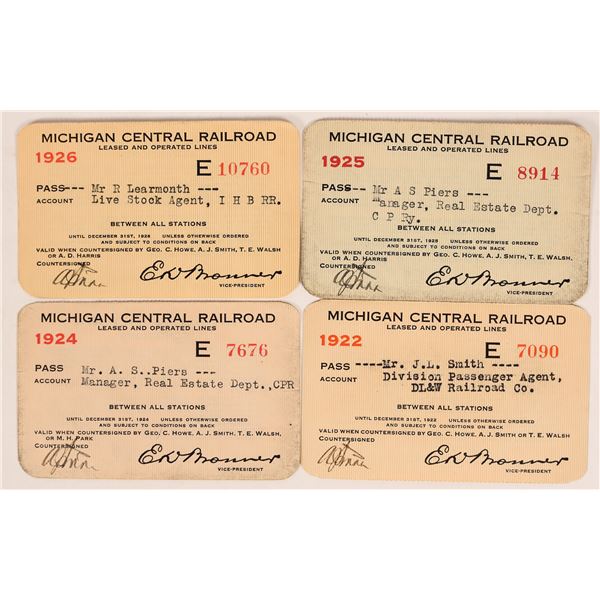 MICHIGAN CENTRAL RAILROAD
LEASED AND OPERATED LINES
1926
E 10760
PASS--- Mr R Learmonth ---
ACCOUNT Live Stock Agent, I H B RR.
BETWEEN ALL STATIONS
UNTIL DECEMBER 31ST, 1926 UNLESS OTHERWISE ORDERED
AND SUBJECT TO CONDITIONS ON BACK
VALID WHEN COUNTERSIGNED BY GEO. C. HOWE, A. J. SMITH, T. E. WALSH
OR A. D. HARRIS
COUNTERSIGNED
VICE-PRESIDENT
MICHIGAN CENTRAL RAILROAD
LEASED AND OPERATED LINES
1925
E 8914
PASS--- Mr A S Piers ---
ACCOUNT manager, Real Estate Dept.
C P Ry.
BETWEEN ALL STATIONS
UNTIL DECEMBER 31ST, 1925 UNLESS OTHERWISE ORDERED
AND SUBJECT TO CONDITIONS ON BACK
VALID WHEN COUNTERSIGNED BY GEO. C. HOWE, A. J. SMITH, T. E. WALSH,
OR A. D. HARRIS
COUNTERSIGNED
VICE-PRESIDENT
MICHIGAN CENTRAL RAILROAD
LEASED AND OPERATED LINES
1924
E 7676
PASS Mr. A. S..Piers ---
ACCOUNT Manager, Real Estate Dept.,CPR
BETWEEN ALL STATIONS
UNTIL DECEMBER 31ST, 1924 UNLESS OTHERWISE ORDERED
AND SUBJECT TO CONDITIONS ON BACK
VALID WHEN COUNTERSIGNED BY GEO. C. HOWE, A. J. SMITH, T. E. WALSH,
OR M. H. PARK
COUNTERSIGNED
VICE-PRESIDENT
MICHIGAN CENTRAL RAILROAD
LEASED AND OPERATED LINES
1922
E 7090
PASS ----Mr. J.L. Smith ----
ACCOUNT Division Passenger Agent,
DL&W Railroad Co.
BETWEEN ALL STATIONS
UNTIL DECEMBER 31ST, 1922 UNLESS OTHERWISE ORDERED
AND SUBJECT TO CONDITIONS ON BACK
VALID WHEN COUNTERSIGNED BY GEO. C. HOWE, A. J. SMITH OR T. E. WALSH
COUNTERSIGNED
VICE-PRESIDENT